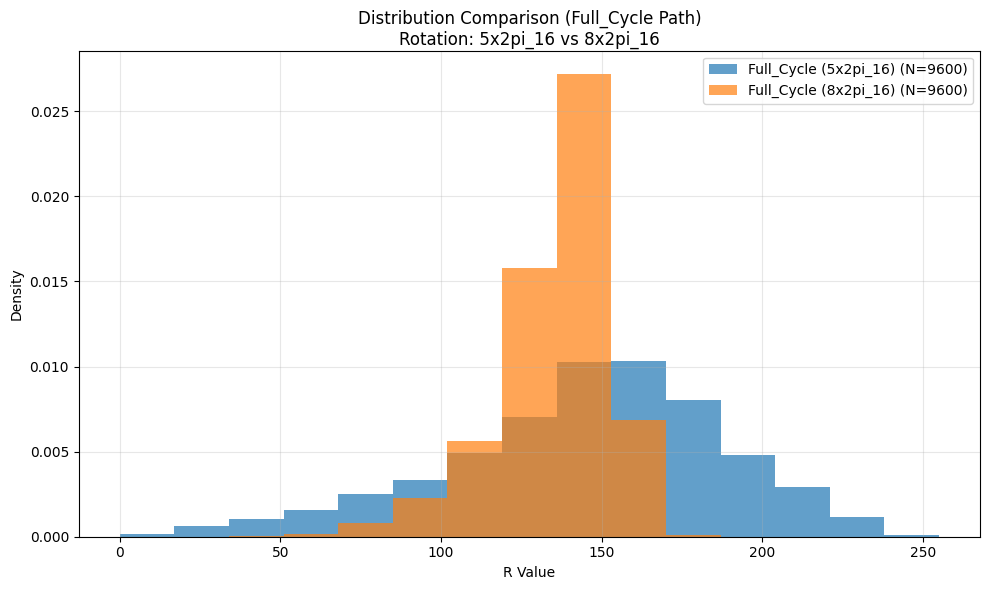 Distribution Comparison (Full_Cycle Path)
Rotation: 5x2pi_16 vs 8x2pi_16
Full_Cycle (5x2pi_16) (N=9600)
Full_Cycle (8x2pi_16) (N=9600)
Density
0.025
0.020
0.015
0.010
0.005
0.000
0 50 100 150 200 250
R Value